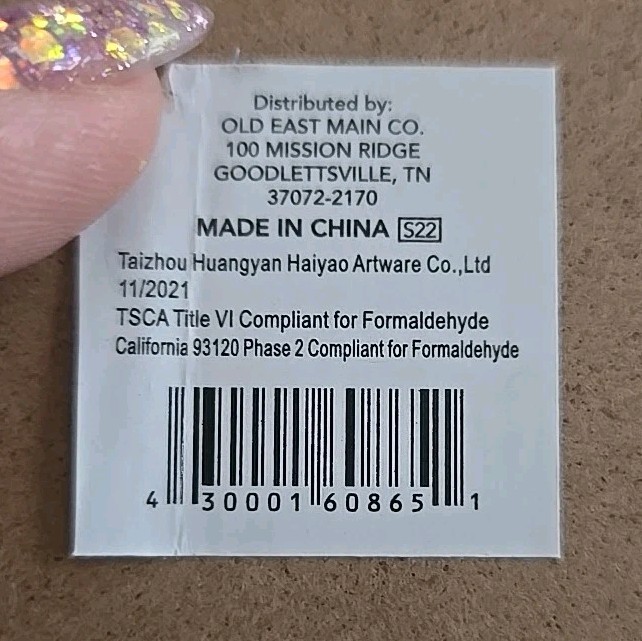 Distributed by:
OLD EAST MAIN CO.
100 MISSION RIDGE
GOODLETTSVILLE, TN
37072-2170
MADE IN CHINA S22
Taizhou Huangyan Haiyao Artware Co.,Ltd
11/2021
TSCA Title VI Compliant for Formaldehyde
California 93120 Phase 2 Compliant for Formaldehyde
4 30001 60865 1